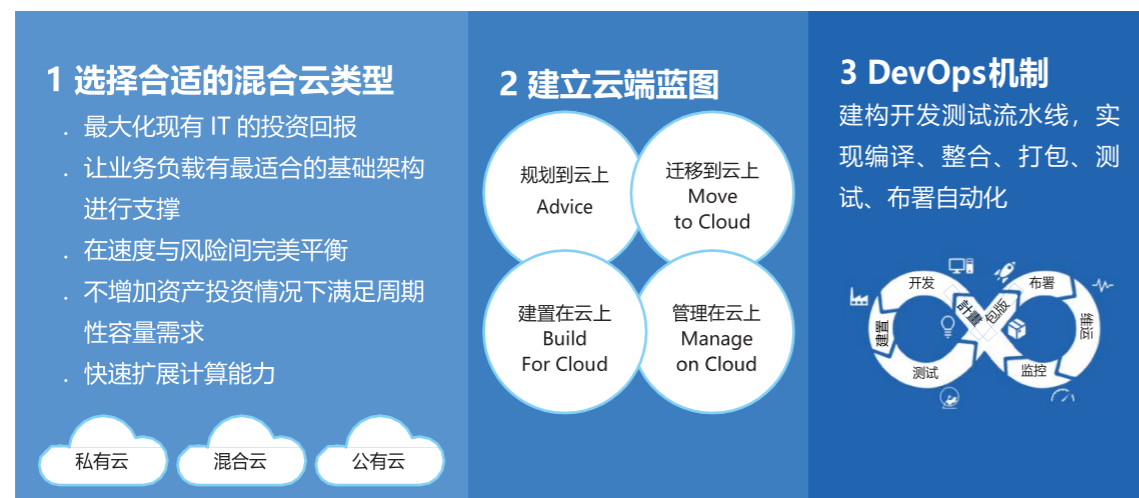 1 选择合适的混合云类型
. 最大化现有 IT 的投资回报
. 让业务负载有最适合的基础架构
进行支撑
. 在速度与风险间完美平衡
. 不增加资产投资情况下满足周期
性容量需求
. 快速扩展计算能力
私有云
混合云
公有云
2 建立云端蓝图
规划到云上
Advice
迁移到云上
Move
to Cloud
建置在云上
Build
For Cloud
管理在云上
Manage
on Cloud
3 DevOps机制
建构开发测试流水线，实
现编译、整合、打包、测
试、布署自动化
开发
計畫
包版
布署
建置
维运
测试
监控